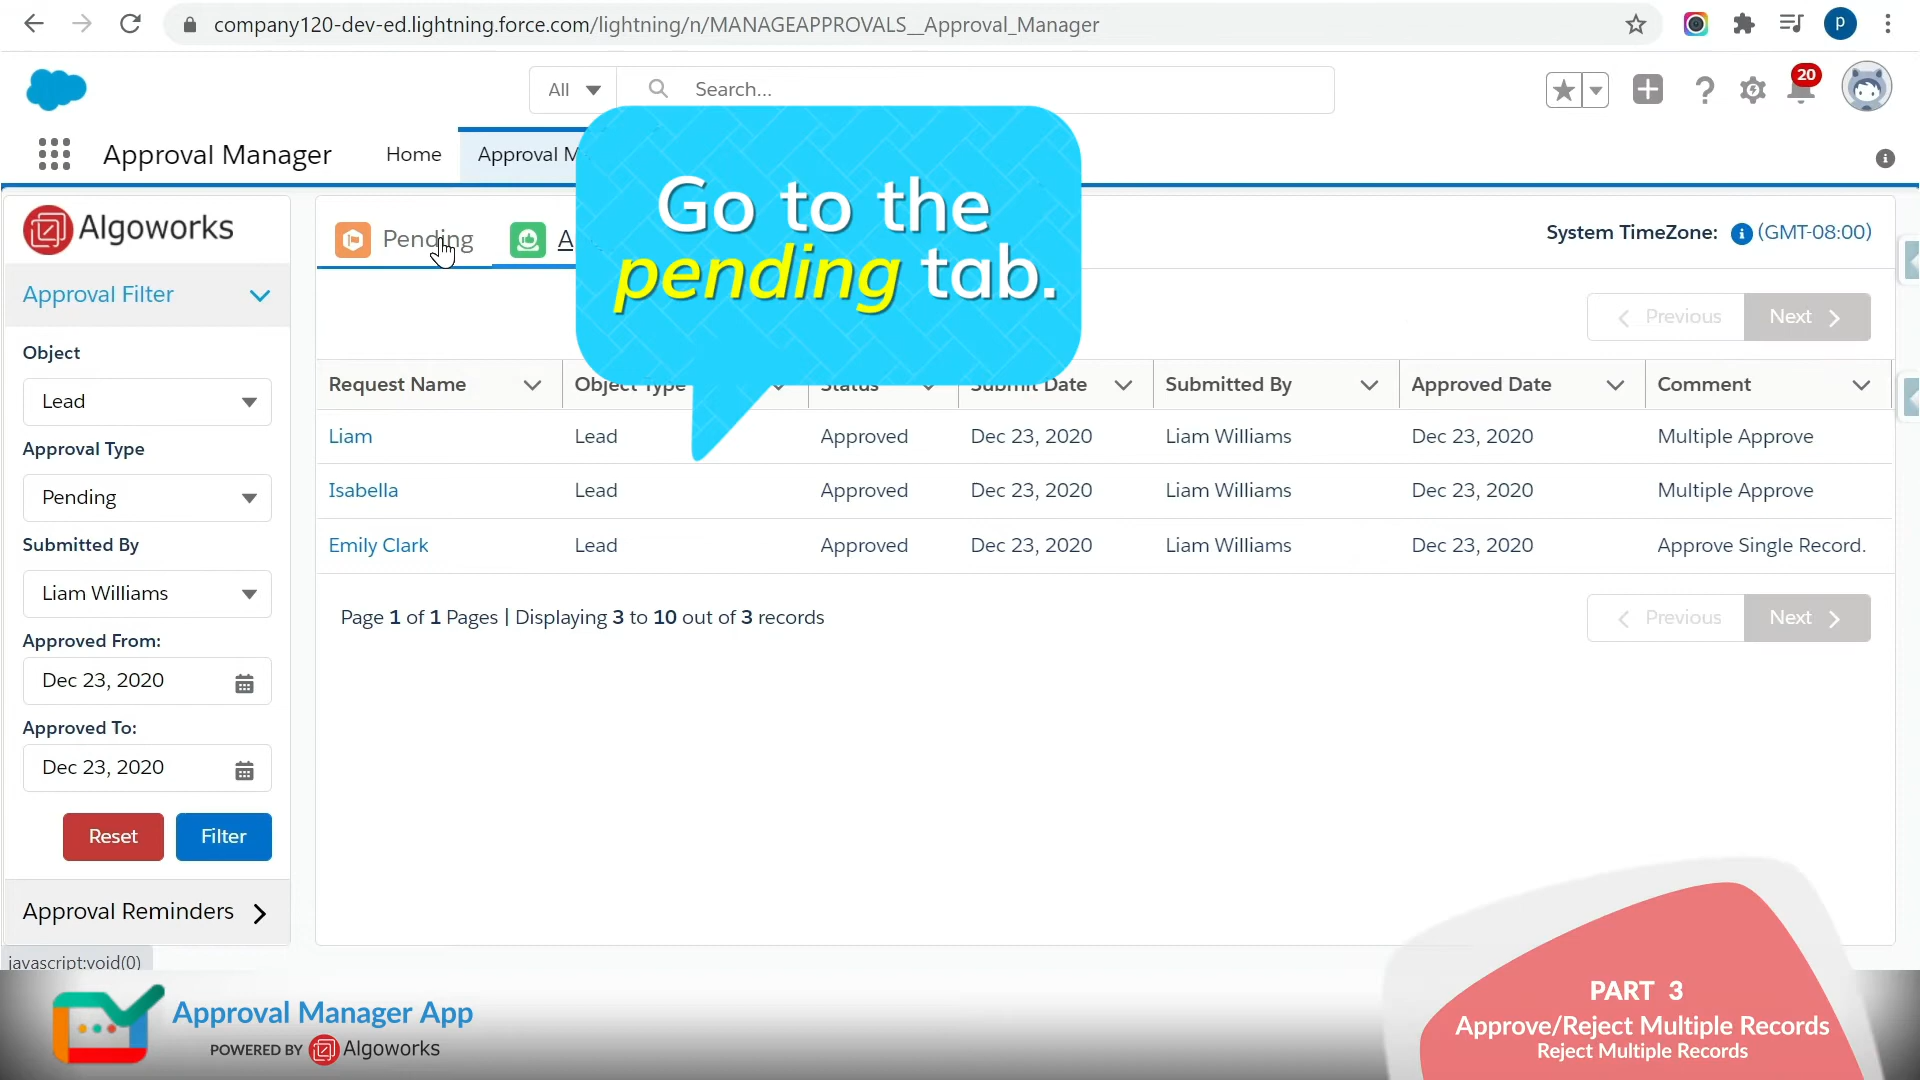 company120-dev-ed.lightning.force.com/lightning/n/MANAGEAPPROVALS__Approval_Manager
P
All
Search...
20
Approval Manager
Home
Approval M
Algoworks
Pending
A
Go to the
pending tab.
System TimeZone:
(GMT-08:00)
Approval Filter
Previous
Next
Object
Lead
Approval Type
Pending
Submitted By
Liam Williams
Approved From:
Dec 23, 2020
Approved To:
Dec 23, 2020
Reset
Filter
Approval Reminders
Request Name
Object Type
Status
Submit Date
Submitted By
Approved Date
Comment
Liam
Lead
Approved
Dec 23, 2020
Liam Williams
Dec 23, 2020
Multiple Approve
Isabella
Lead
Approved
Dec 23, 2020
Liam Williams
Dec 23, 2020
Multiple Approve
Emily Clark
Lead
Approved
Dec 23, 2020
Liam Williams
Dec 23, 2020
Approve Single Record.
Page 1 of 1 Pages | Displaying 3 to 10 out of 3 records
Previous
Next
javascript:void(0)
Approval Manager App
POWERED BY Algoworks
PART 3
Approve/Reject Multiple Records
Reject Multiple Records